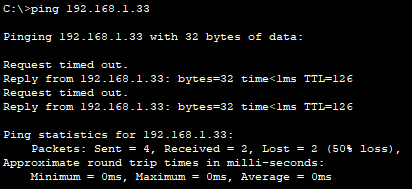 C:\>ping 192.168.1.33
Pinging 192.168.1.33 with 32 bytes of data:
Request timed out.
Reply from 192.168.1.33: bytes=32 time<1ms TTL=126
Request timed out.
Reply from 192.168.1.33: bytes=32 time<1ms TTL=126
Ping statistics for 192.168.1.33:
Packets: Sent = 4, Received = 2, Lost = 2 (50% loss),
Approximate round trip times in milli-seconds:
Minimum = 0ms, Maximum = 0ms, Average = 0ms